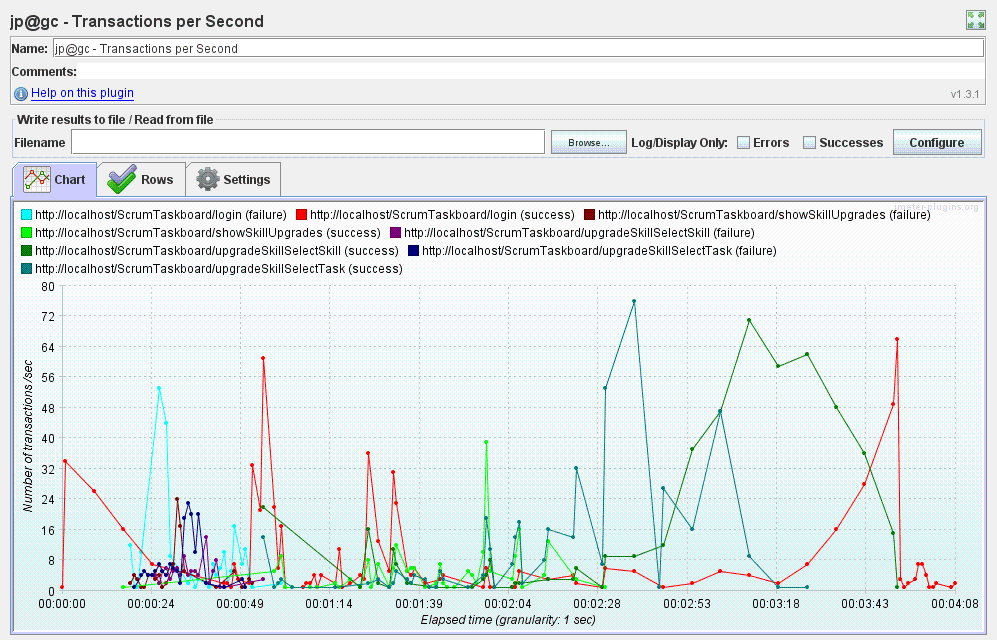 jp@gc - Transactions per Second
Name: jp@gc - Transactions per Second
Comments:
Help on this plugin v1.3.1
Write results to file / Read from file
Filename Browse... Log/Display Only: Errors Successes Configure
Chart Rows Settings
jmeter-plugins.org
http://localhost/ScrumTaskboard/login (failure) http://localhost/ScrumTaskboard/login (success) http://localhost/ScrumTaskboard/showSkillUpgrades (failure)
http://localhost/ScrumTaskboard/showSkillUpgrades (success) http://localhost/ScrumTaskboard/upgradeSkillSelectSkill (failure)
http://localhost/ScrumTaskboard/upgradeSkillSelectSkill (success) http://localhost/ScrumTaskboard/upgradeSkillSelectTask (failure)
http://localhost/ScrumTaskboard/upgradeSkillSelectTask (success)
80
72
64
56
48
40
32
24
16
8
0
Number of transactions /sec
00:00:00 00:00:24 00:00:49 00:01:14 00:01:39 00:02:04 00:02:28 00:02:53 00:03:18 00:03:43 00:04:08
Elapsed time (granularity: 1 sec)